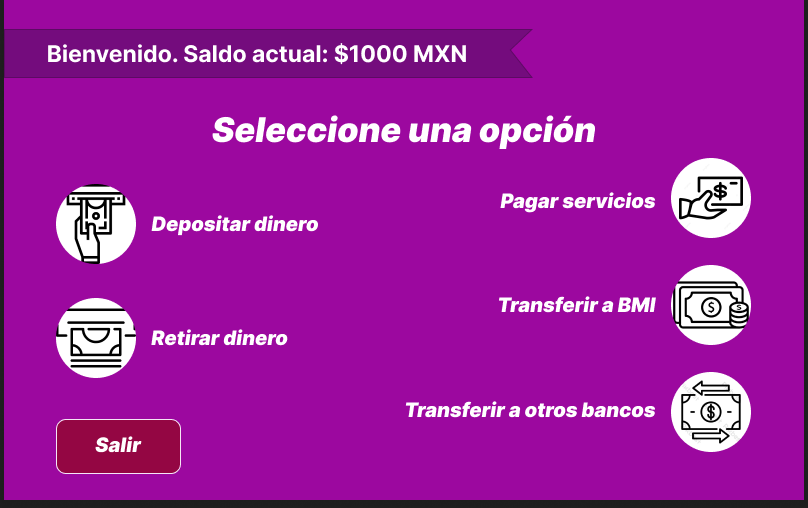 Bienvenido. Saldo actual: $1000 MXN
Seleccione una opción
Depositar dinero
Retirar dinero
Salir
Pagar servicios
Transferir a BMI
Transferir a otros bancos